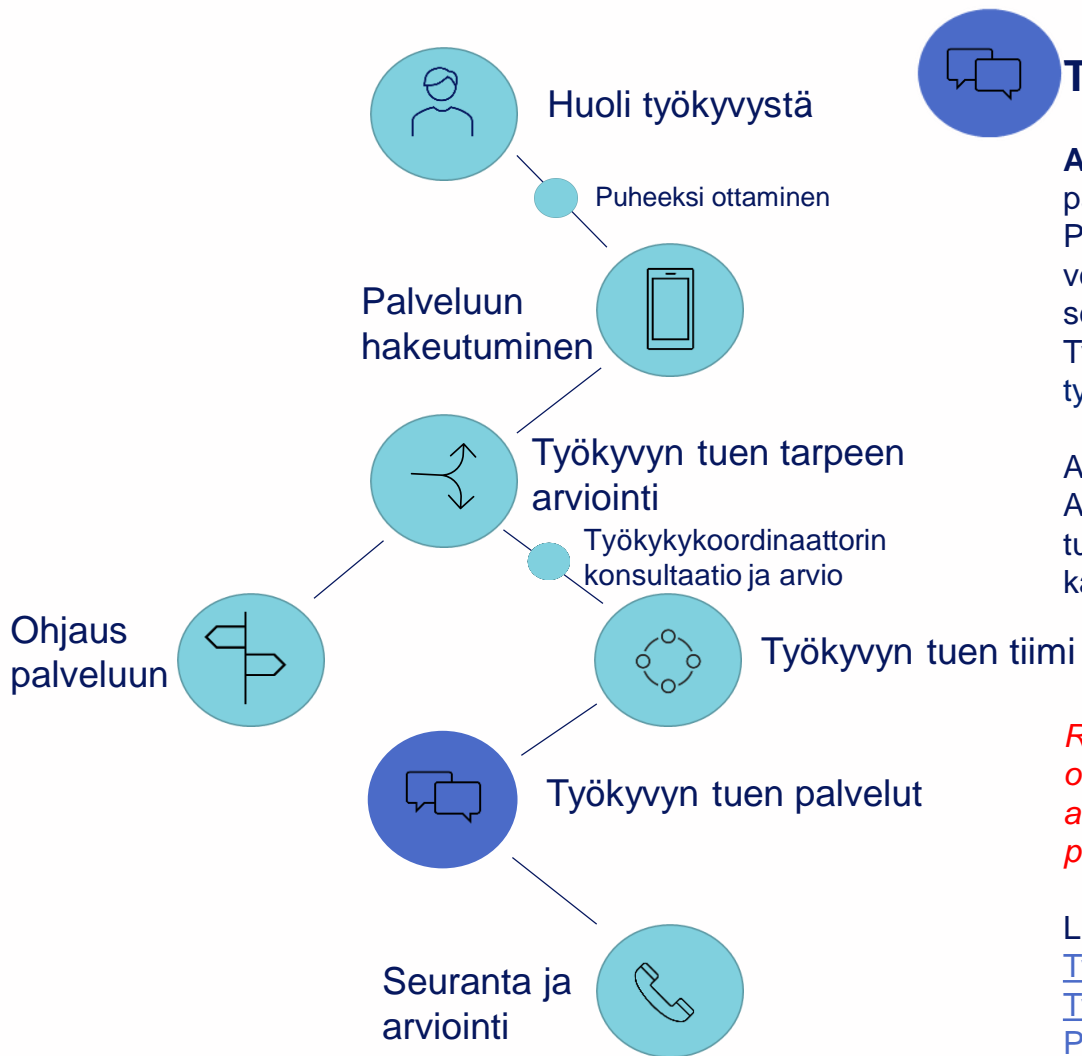 Huoli työkyvystä
Puheeksi ottaminen
Palveluun
hakeutuminen
Työkyvyn tuen tarpeen
arviointi
Työkykykoordinaattorin
konsultaatio ja arvio
Ohjaus
palveluun
Työkyvyn tuen tiimi
Työkyvyn tuen palvelut
Seuranta ja
arviointi